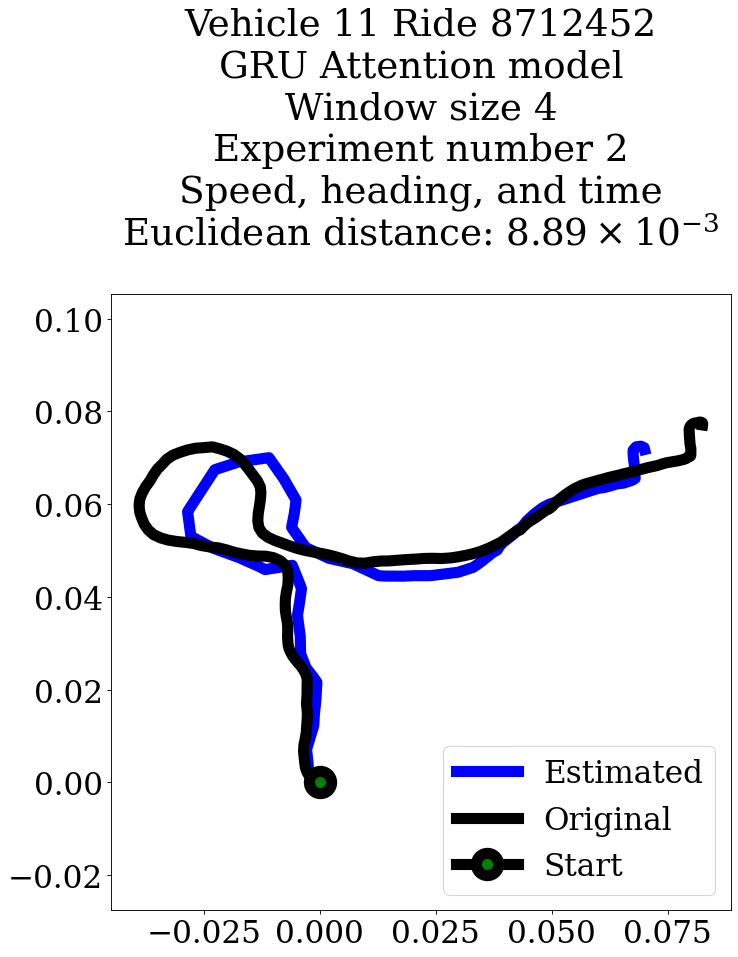 Vehicle 11 Ride 8712452
GRU Attention model
Window size 4
Experiment number 2
Speed, heading, and time
Euclidean distance: 8.89 × 10⁻³
0.10
0.08
0.06
0.04
0.02
0.00
−0.02
Estimated
Original
Start
−0.025 0.000 0.025 0.050 0.075